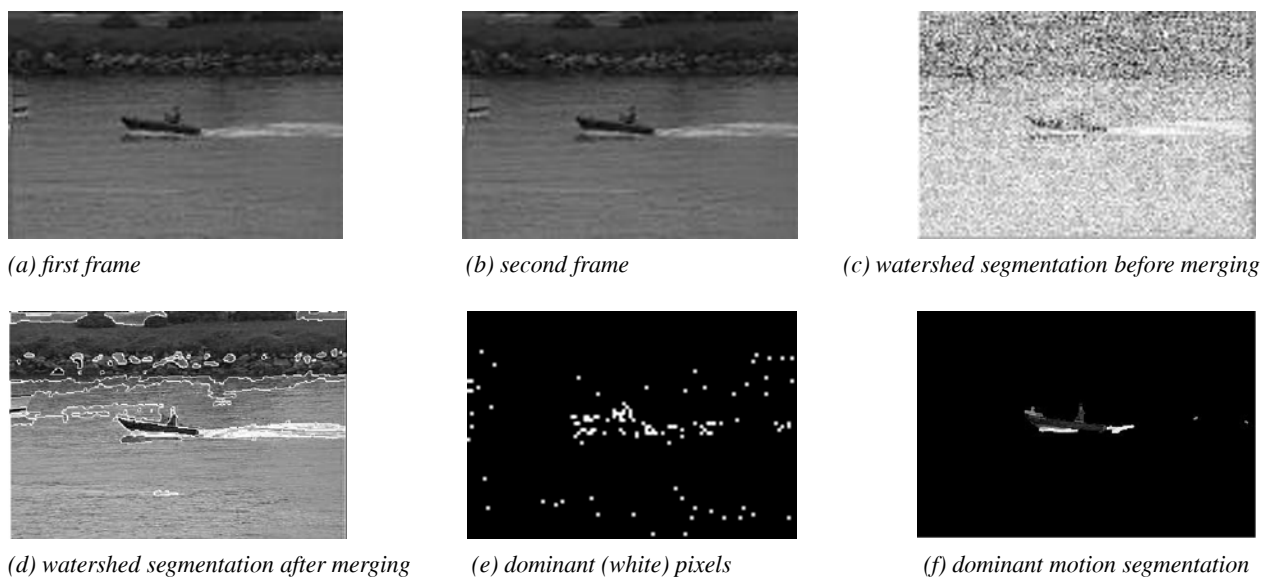 (a) first frame
(b) second frame
(c) watershed segmentation before merging
(d) watershed segmentation after merging
(e) dominant (white) pixels
(f) dominant motion segmentation